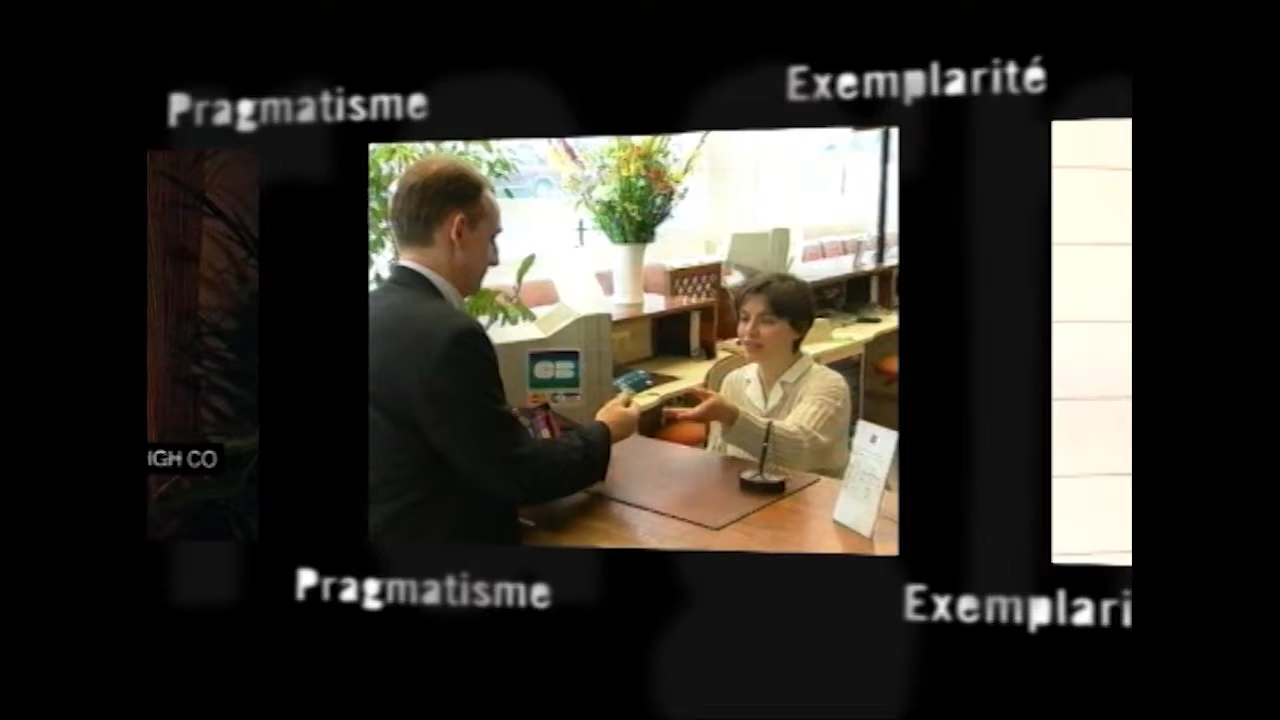 Pragmatisme
Exemplarité
CB
IGH CO
Pragmatisme
Exemplari